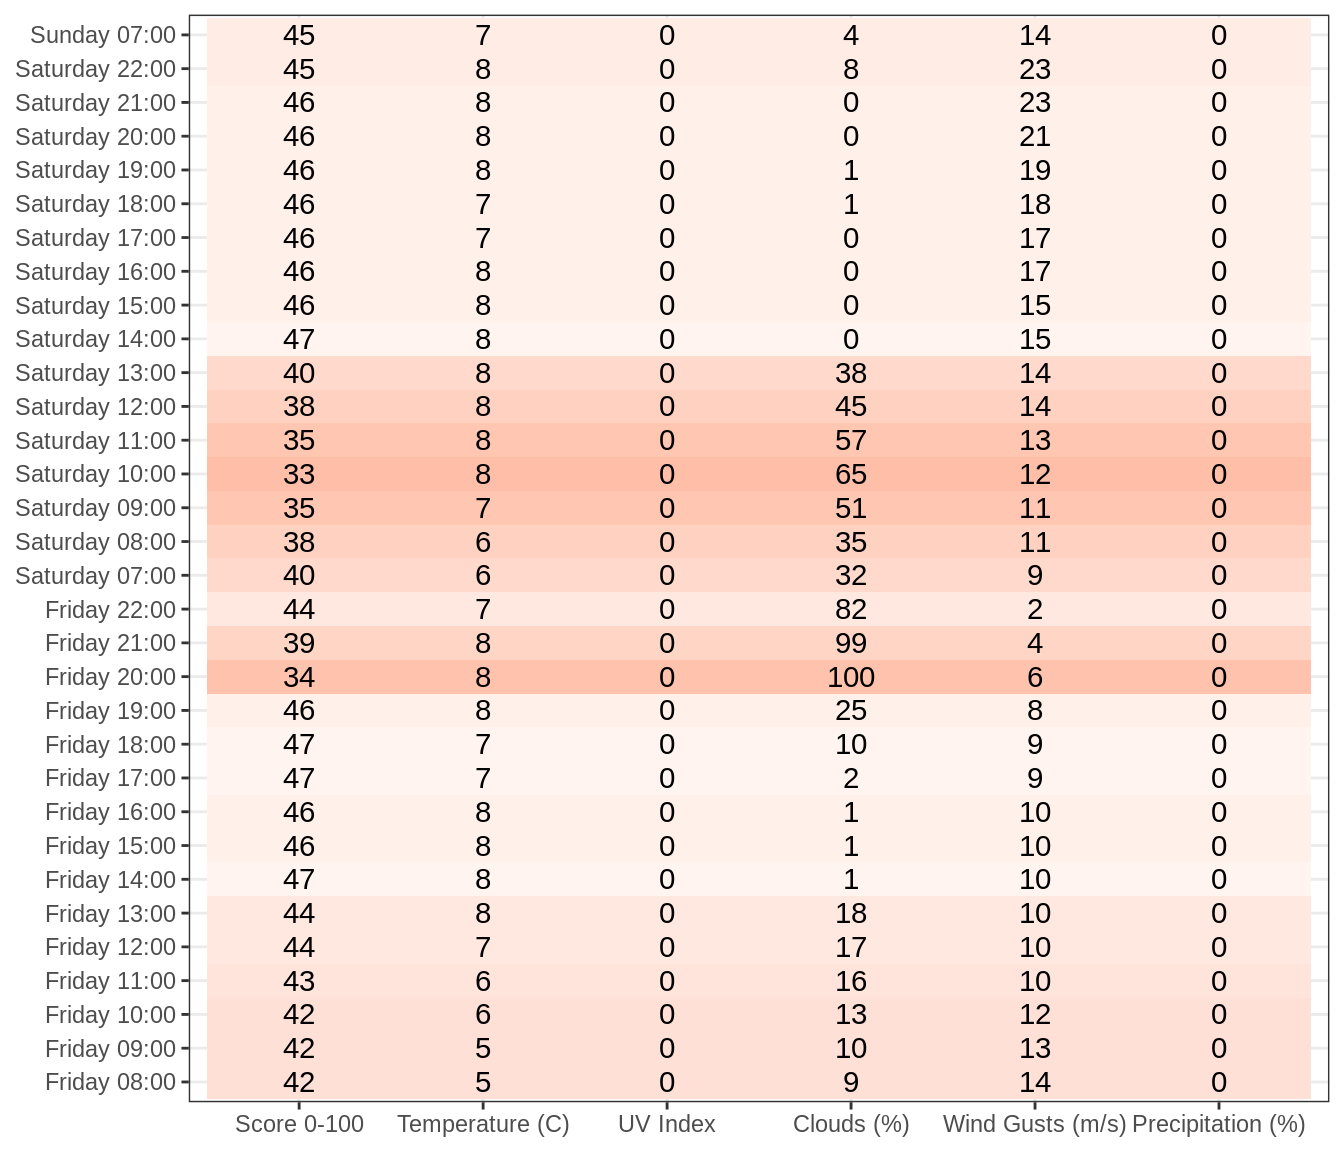 Sunday 07:00 45 7 0 4 14 0
Saturday 22:00 45 8 0 8 23 0
Saturday 21:00 46 8 0 0 23 0
Saturday 20:00 46 8 0 0 21 0
Saturday 19:00 46 8 0 1 19 0
Saturday 18:00 46 7 0 1 18 0
Saturday 17:00 46 7 0 0 17 0
Saturday 16:00 46 8 0 0 17 0
Saturday 15:00 46 8 0 0 15 0
Saturday 14:00 47 8 0 0 15 0
Saturday 13:00 40 8 0 38 14 0
Saturday 12:00 38 8 0 45 14 0
Saturday 11:00 35 8 0 57 13 0
Saturday 10:00 33 8 0 65 12 0
Saturday 09:00 35 7 0 51 11 0
Saturday 08:00 38 6 0 35 11 0
Saturday 07:00 40 6 0 32 9 0
Friday 22:00 44 7 0 82 2 0
Friday 21:00 39 8 0 99 4 0
Friday 20:00 34 8 0 100 6 0
Friday 19:00 46 8 0 25 8 0
Friday 18:00 47 7 0 10 9 0
Friday 17:00 47 7 0 2 9 0
Friday 16:00 46 8 0 1 10 0
Friday 15:00 46 8 0 1 10 0
Friday 14:00 47 8 0 1 10 0
Friday 13:00 44 8 0 18 10 0
Friday 12:00 44 7 0 17 10 0
Friday 11:00 43 6 0 16 10 0
Friday 10:00 42 6 0 13 12 0
Friday 09:00 42 5 0 10 13 0
Friday 08:00 42 5 0 9 14 0
Score 0-100 Temperature (C) UV Index Clouds (%) Wind Gusts (m/s) Precipitation (%)